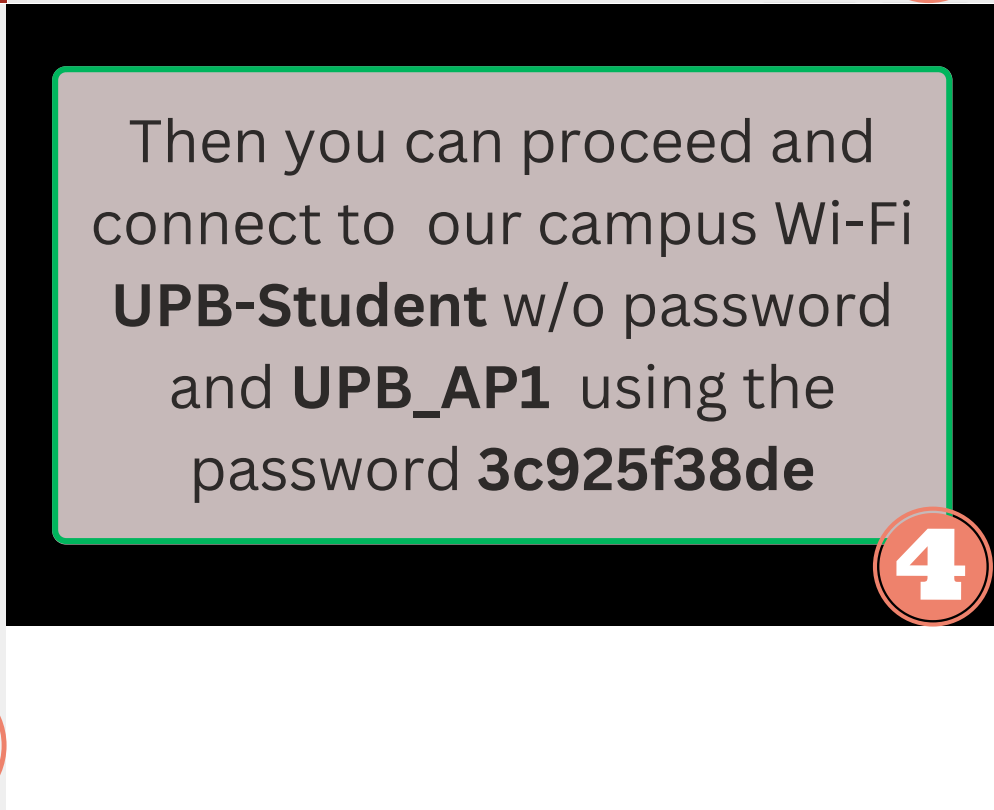 Then you can proceed and
connect to  our campus Wi-Fi
UPB-Student w/o password
and UPB_AP1  using the
password 3c925f38de
4